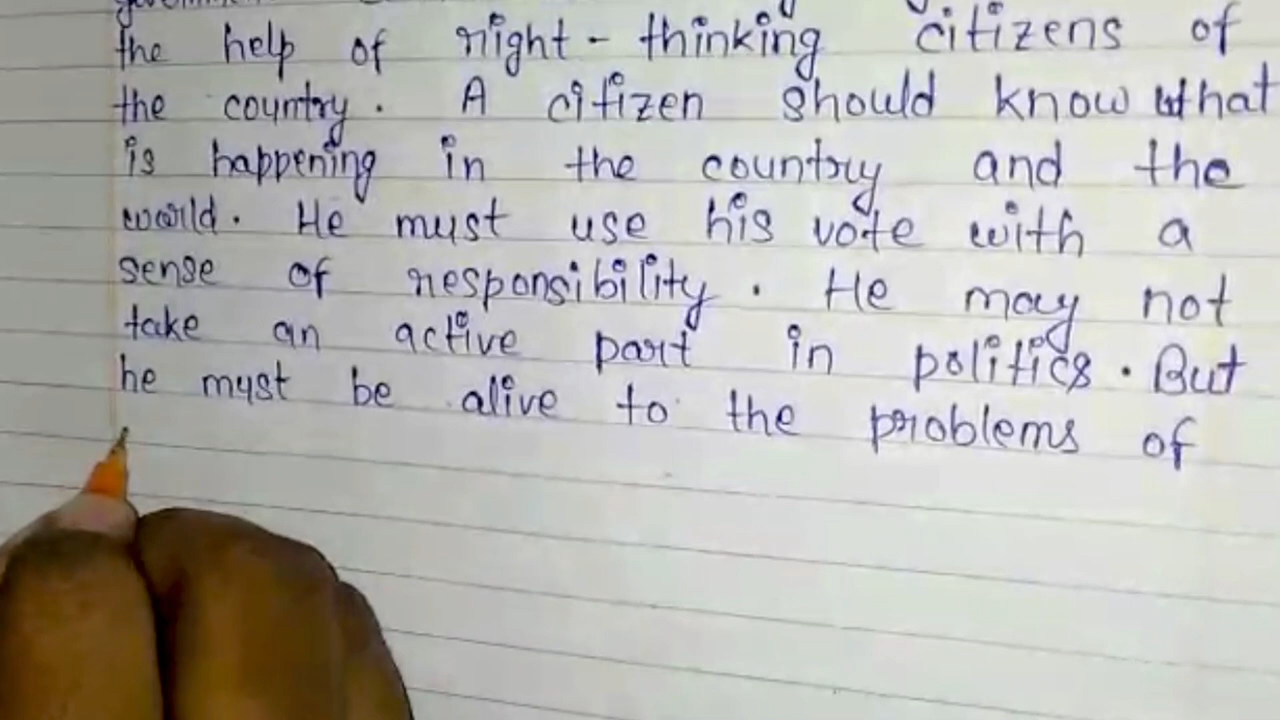 the help of right - thinking citizens of
the country. A citizen should know what
is happening in the country and the
world. He must use his vote with a
sense of responsibility. He may not
take an active part in politics. But
he must be alive to the problems of